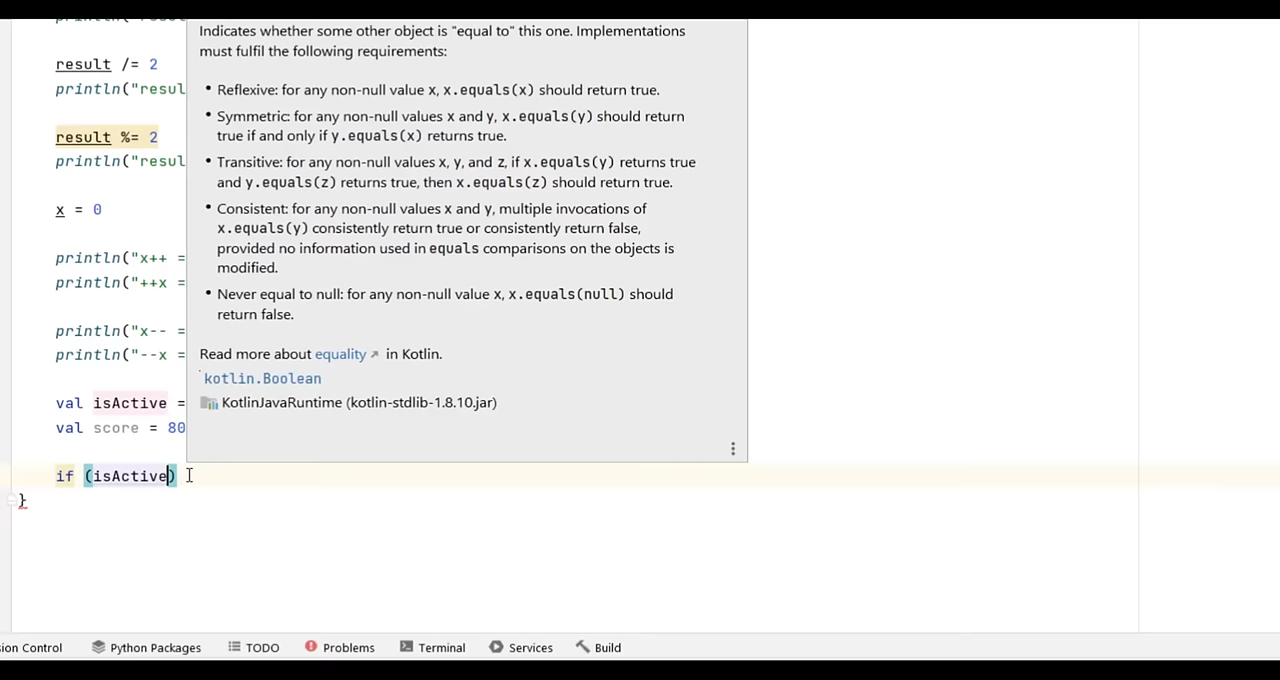 Indicates whether some other object is "equal to" this one. Implementations
must fulfil the following requirements:
result /= 2
println("resul
• Reflexive: for any non-null value x, x.equals(x) should return true.
• Symmetric: for any non-null values x and y, x.equals(y) should return
true if and only if y.equals(x) returns true.
result %= 2
println("resul
• Transitive: for any non-null values x, y, and z, if x.equals(y) returns true
and y.equals(z) returns true, then x.equals(z) should return true.
x = 0
• Consistent: for any non-null values x and y, multiple invocations of
x.equals(y) consistently return true or consistently return false,
provided no information used in equals comparisons on the objects is
modified.
println("x++ =
println("++x =
• Never equal to null: for any non-null value x, x.equals(null) should
return false.
println("x-- =
println("--x =
Read more about equality ↗ in Kotlin.
kotlin.Boolean
KotlinJavaRuntime (kotlin-stdlib-1.8.10.jar)
val isActive =
val score = 80
if (isActive)
}
sion Control
Python Packages
TODO
Problems
Terminal
Services
Build